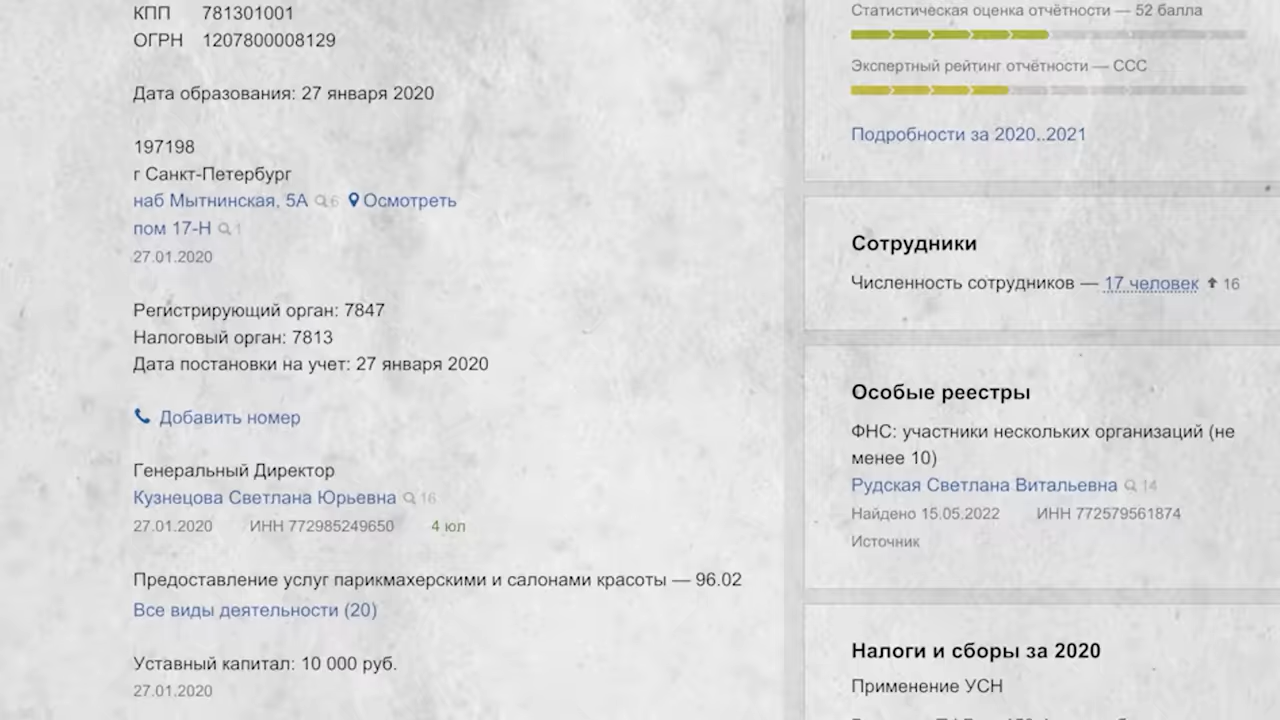 КПП 781301001
ОГРН 1207800008129
Дата образования: 27 января 2020
197198
г Санкт-Петербург
наб Мытнинская, 5А 6 Осмотреть
пом 17-Н 1
27.01.2020
Регистрирующий орган: 7847
Налоговый орган: 7813
Дата постановки на учет: 27 января 2020
Добавить номер
Генеральный Директор
Кузнецова Светлана Юрьевна 16
27.01.2020 ИНН 772985249650 4 юл
Предоставление услуг парикмахерскими и салонами красоты — 96.02
Все виды деятельности (20)
Уставный капитал: 10 000 руб.
27.01.2020
Статистическая оценка отчётности — 52 балла
Экспертный рейтинг отчётности — ССС
Подробности за 2020..2021
Сотрудники
Численность сотрудников — 17 человек 16
Особые реестры
ФНС: участники нескольких организаций (не
менее 10)
Рудская Светлана Витальевна 14
Найдено 15.05.2022 ИНН 772579561874
Источник
Налоги и сборы за 2020
Применение УСН